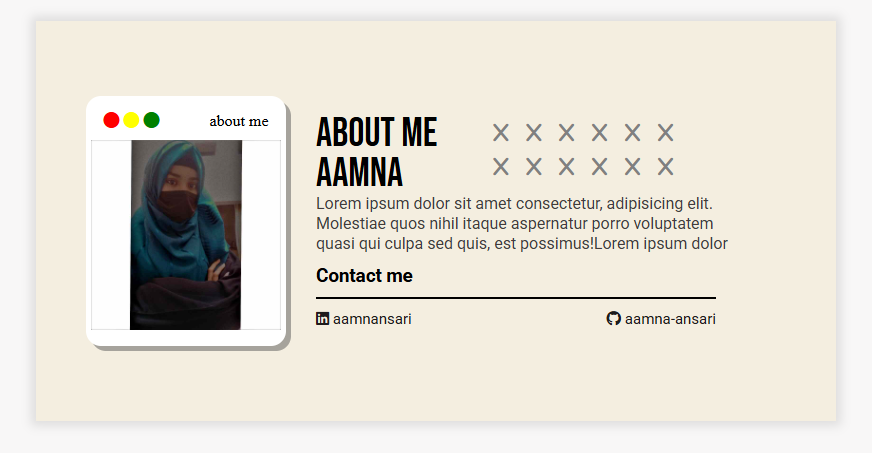 about me
ABOUT ME
AAMNA
Lorem ipsum dolor sit amet consectetur, adipisicing elit.
Molestiae quos nihil itaque aspernatur porro voluptatem
quasi qui culpa sed quis, est possimus!Lorem ipsum dolor
Contact me
in aamnansari
aamna-ansari